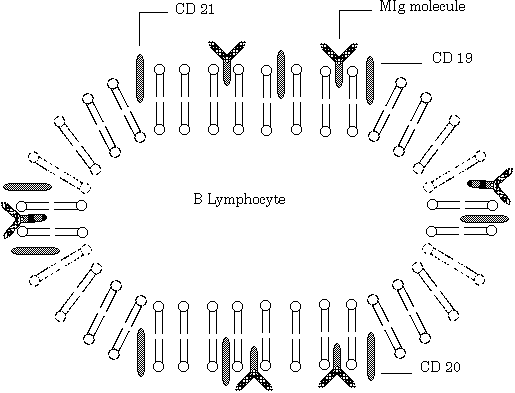 CD 21
MIg molecule
CD 19
B Lymphocyte
CD 20